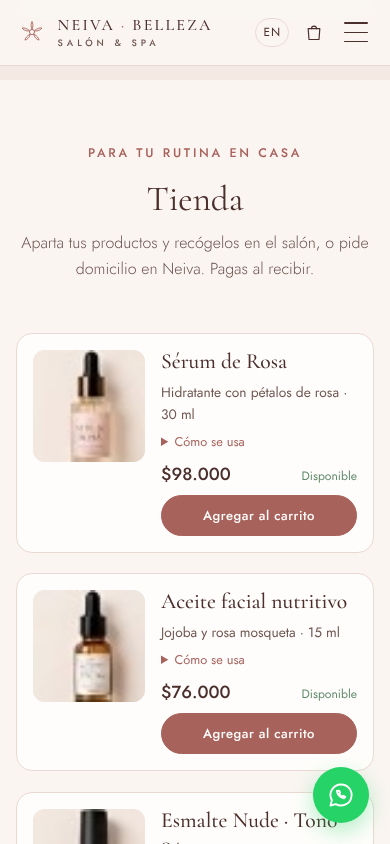 NEIVA · BELLEZA
SALÓN & SPA
EN
PARA TU RUTINA EN CASA
Tienda
Aparta tus productos y recógelos en el salón, o pide
domicilio en Neiva. Pagas al recibir.
Sérum de Rosa
Hidratante con pétalos de rosa ·
30 ml
Cómo se usa
$98.000
Disponible
Agregar al carrito
Aceite facial nutritivo
Jojoba y rosa mosqueta · 15 ml
Cómo se usa
$76.000
Disponible
Agregar al carrito
Esmalte Nude · Tono